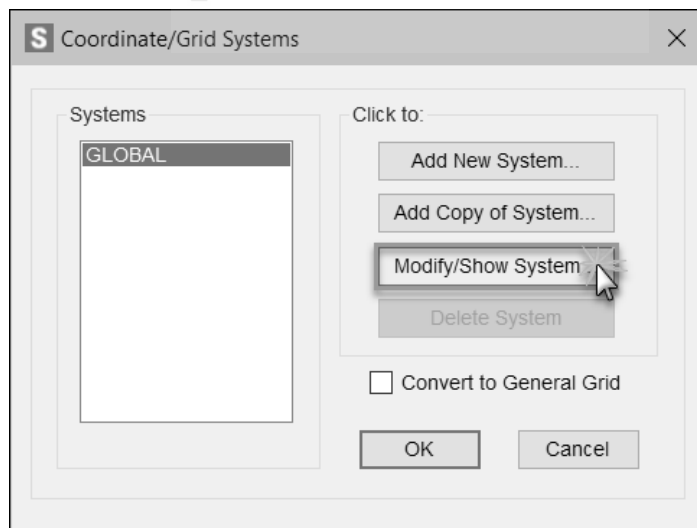 S Coordinate/Grid Systems
Systems
GLOBAL
Click to:
Add New System...
Add Copy of System...
Modify/Show System...
Delete System
Convert to General Grid
OK
Cancel